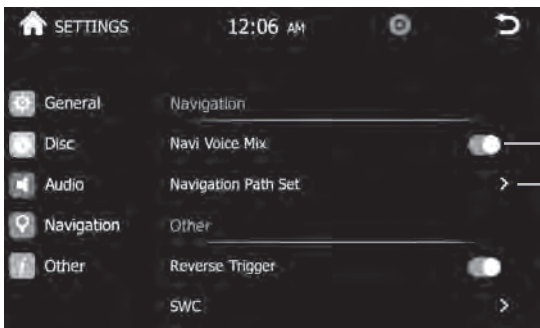 SETTINGS 12:06 AM
General
Disc
Audio
Navigation
Other
Navigation
Navi Voice Mix
Navigation Path Set
Other
Reverse Trigger
SWC